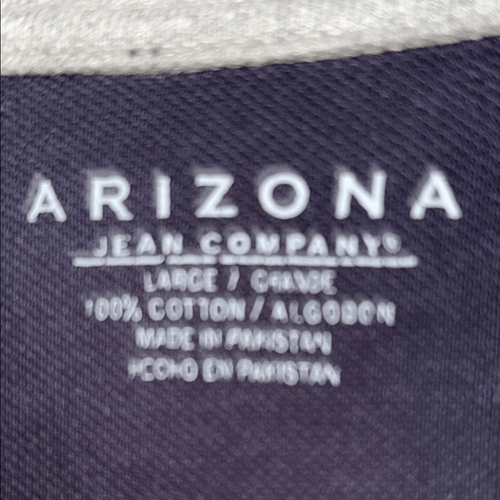 ARIZONA
JEAN COMPANY®
LARGE / GRANDE
100% COTTON / ALGODON
MADE IN PAKISTAN
HECHO EN PAKISTAN